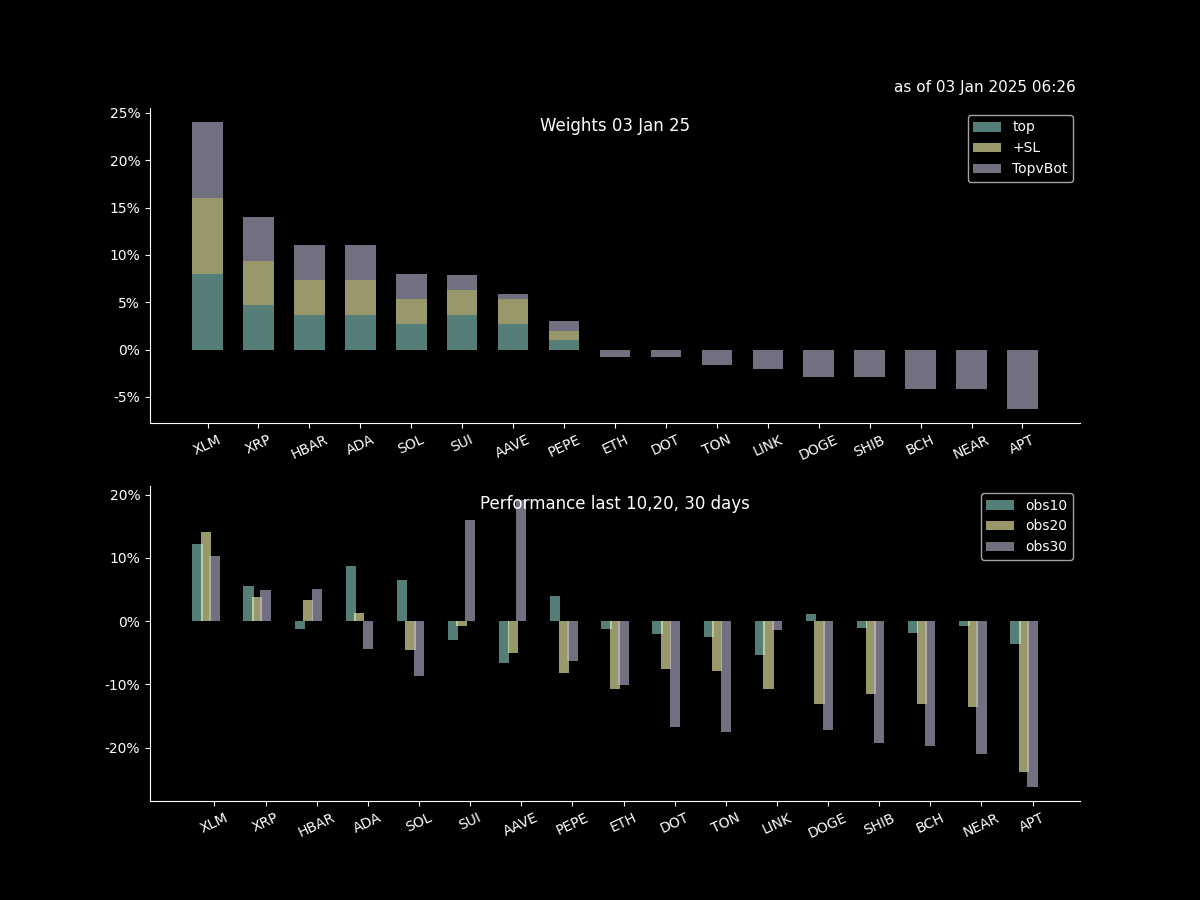 as of 03 Jan 2025 06:26
Weights 03 Jan 25
25%
20%
15%
10%
5%
0%
-5%
top
+SL
TopvBot
XLM XRP HBAR ADA SOL SUI AAVE PEPE ETH DOT TON LINK DOGE SHIB BCH NEAR APT
Performance last 10,20, 30 days
20%
10%
0%
-10%
-20%
obs10
obs20
obs30
XLM XRP HBAR ADA SOL SUI AAVE PEPE ETH DOT TON LINK DOGE SHIB BCH NEAR APT